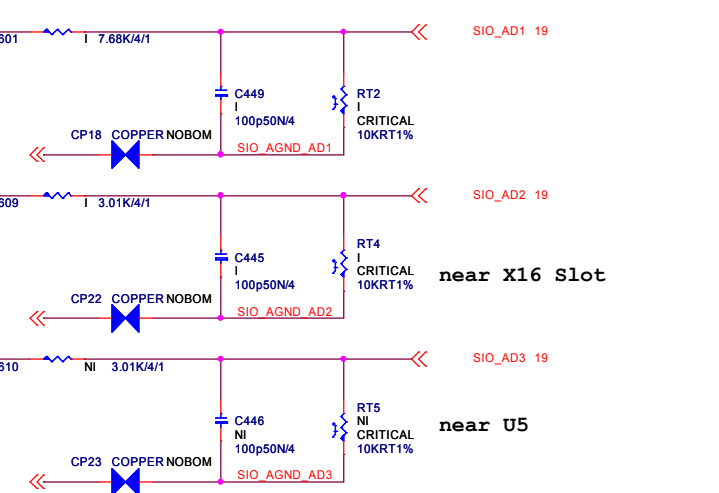 SIO_AD1 19
601 I 7.68K/4/1
C449
I
100p50N/4
RT2
I
CRITICAL
10KRT1%
CP18 COPPER NOBOM
SIO_AGND_AD1
SIO_AD2 19
609 I 3.01K/4/1
C445
I
100p50N/4
RT4
I
CRITICAL
10KRT1%
near X16 Slot
CP22 COPPER NOBOM
SIO_AGND_AD2
SIO_AD3 19
610 NI 3.01K/4/1
C446
NI
100p50N/4
RT5
NI
CRITICAL
10KRT1%
near U5
CP23 COPPER NOBOM
SIO_AGND_AD3